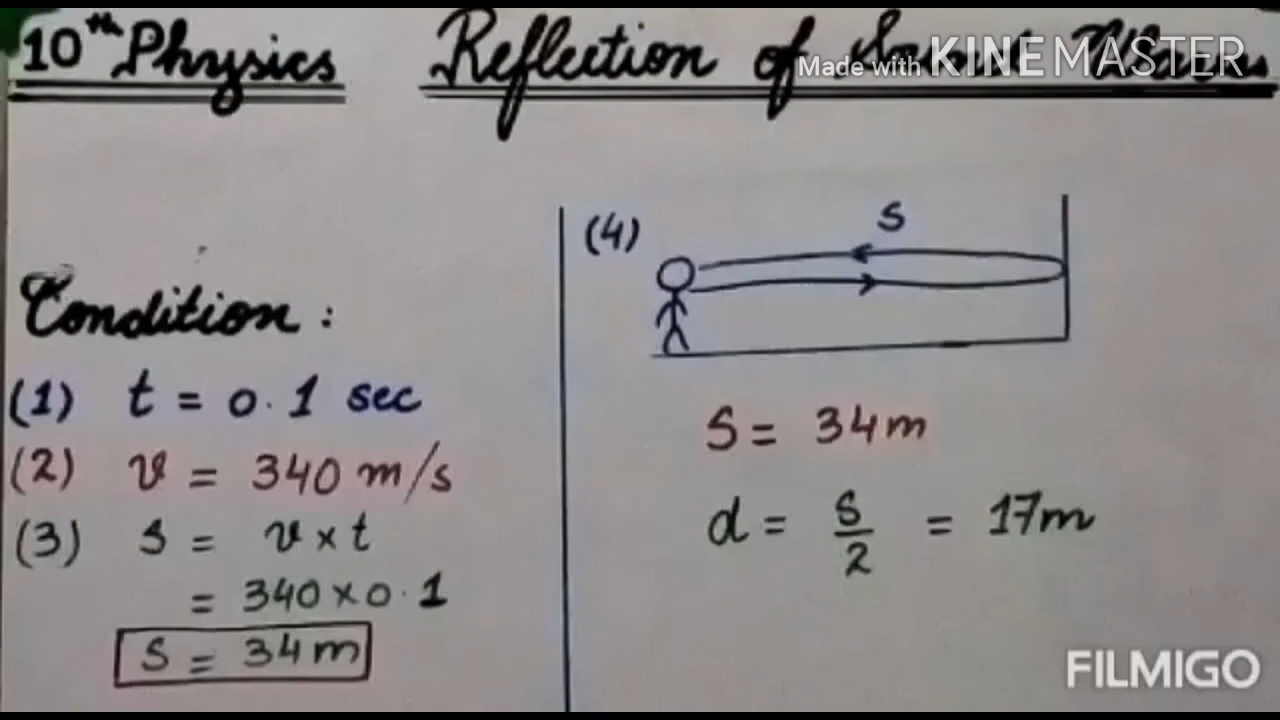 10th Physics
Reflection of
Made with KINEMASTER
Condition :
(1) t = 0.1 sec
(2) v = 340 m/s
(3) s = v x t
= 340 x 0.1
S = 34 m
(4)
S
S = 34m
d = S/2 = 17m
FILMIGO